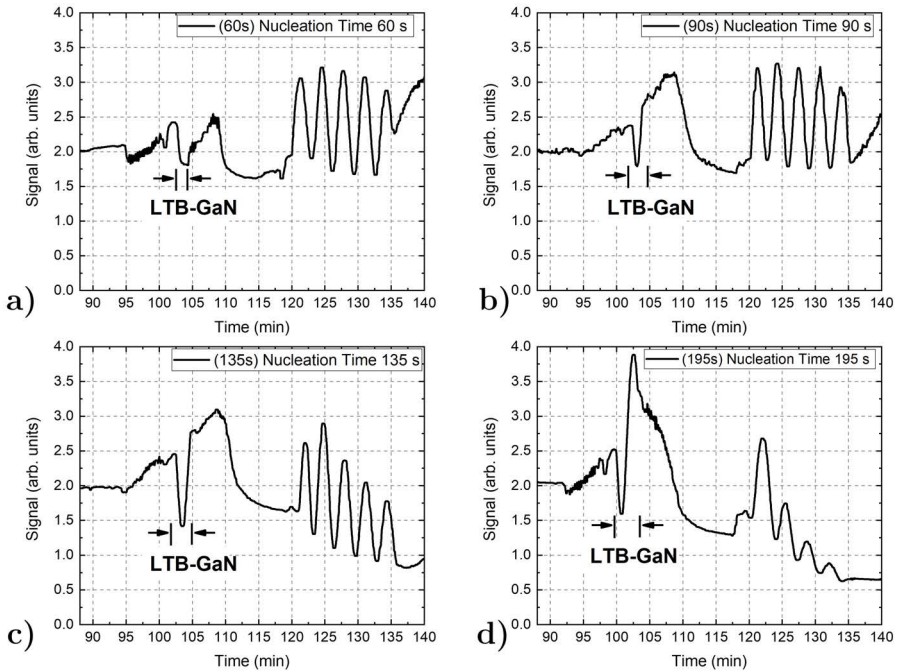 (60s) Nucleation Time 60 s
4.0
3.5
3.0
2.5
2.0
1.5
1.0
0.5
0.0
Signal (arb. units)
LTB-GaN
90 95 100 105 110 115 120 125 130 135 140
Time (min)
a)
(90s) Nucleation Time 90 s
4.0
3.5
3.0
2.5
2.0
1.5
1.0
0.5
0.0
Signal (arb. units)
LTB-GaN
90 95 100 105 110 115 120 125 130 135 140
Time (min)
b)
(135s) Nucleation Time 135 s
4.0
3.5
3.0
2.5
2.0
1.5
1.0
0.5
0.0
Signal (arb. units)
LTB-GaN
90 95 100 105 110 115 120 125 130 135 140
Time (min)
c)
(195s) Nucleation Time 195 s
4.0
3.5
3.0
2.5
2.0
1.5
1.0
0.5
0.0
Signal (arb. units)
LTB-GaN
90 95 100 105 110 115 120 125 130 135 140
Time (min)
d)